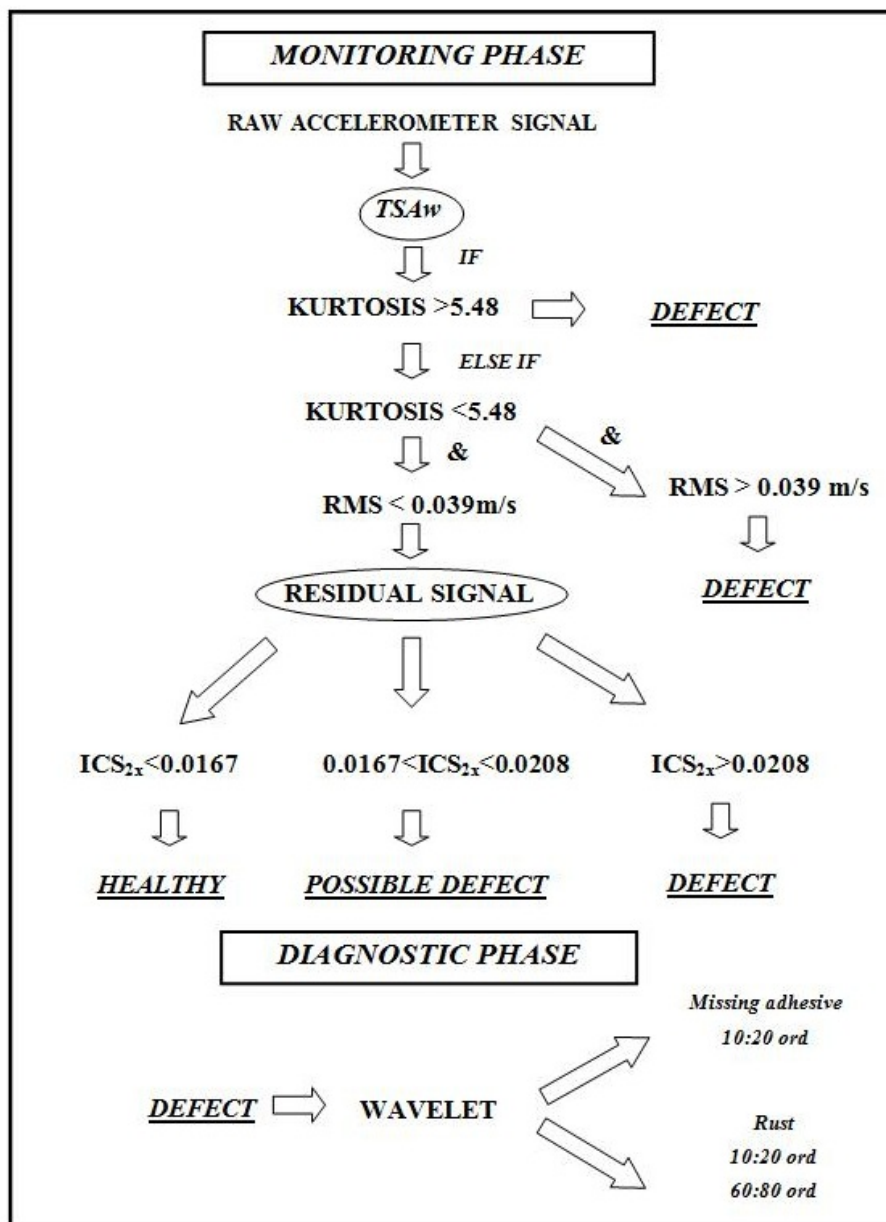 MONITORING PHASE
RAW ACCELEROMETER SIGNAL
TSAw
IF
KURTOSIS >5.48
DEFECT
ELSE IF
KURTOSIS <5.48
&
&
RMS < 0.039m/s
RMS > 0.039 m/s
DEFECT
RESIDUAL SIGNAL
ICS2x<0.0167
0.0167<ICS2x<0.0208
ICS2x>0.0208
HEALTHY
POSSIBLE DEFECT
DEFECT
DIAGNOSTIC PHASE
Missing adhesive
10:20 ord
DEFECT
WAVELET
Rust
10:20 ord
60:80 ord